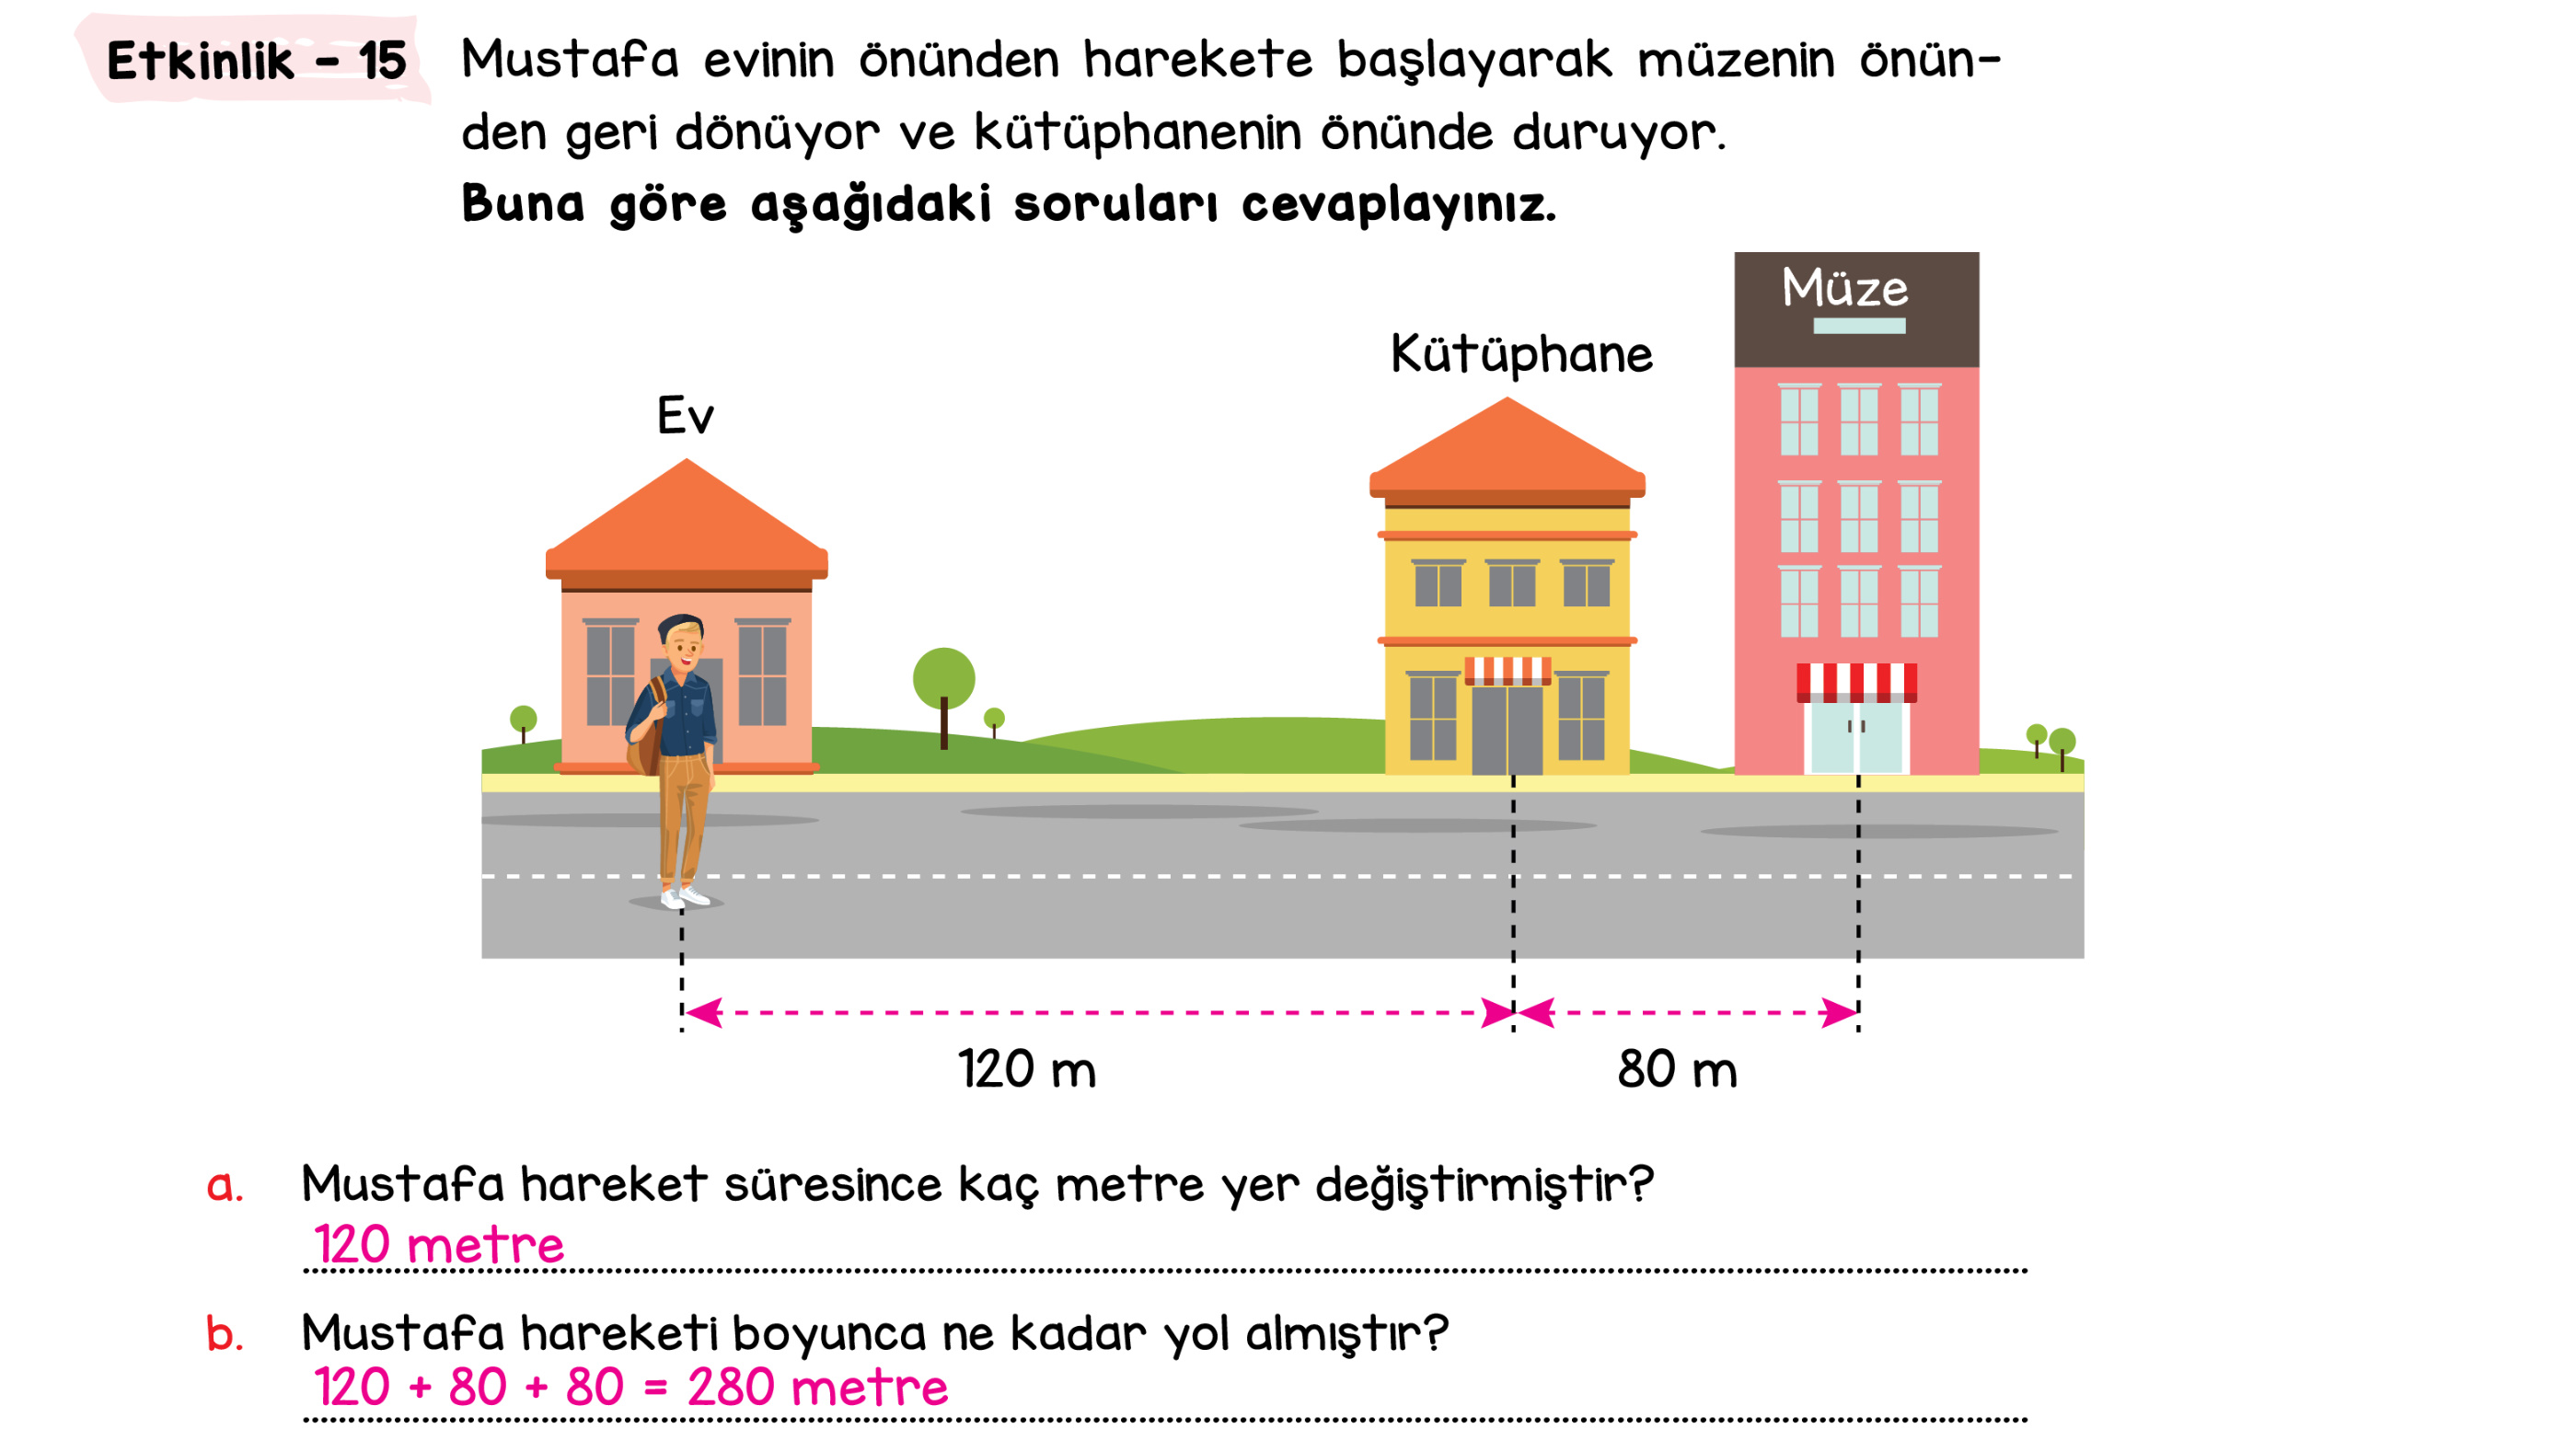 Etkinlik - 15
Mustafa evinin önünden harekete başlayarak müzenin önün-
den geri dönüyor ve kütüphanenin önünde duruyor.
Buna göre aşağıdaki soruları cevaplayınız.
Müze
Kütüphane
Ev
120 m
80 m
a. Mustafa hareket süresince kaç metre yer değiştirmiştir?
120 metre
b. Mustafa hareketi boyunca ne kadar yol almıştır?
120 + 80 + 80 = 280 metre